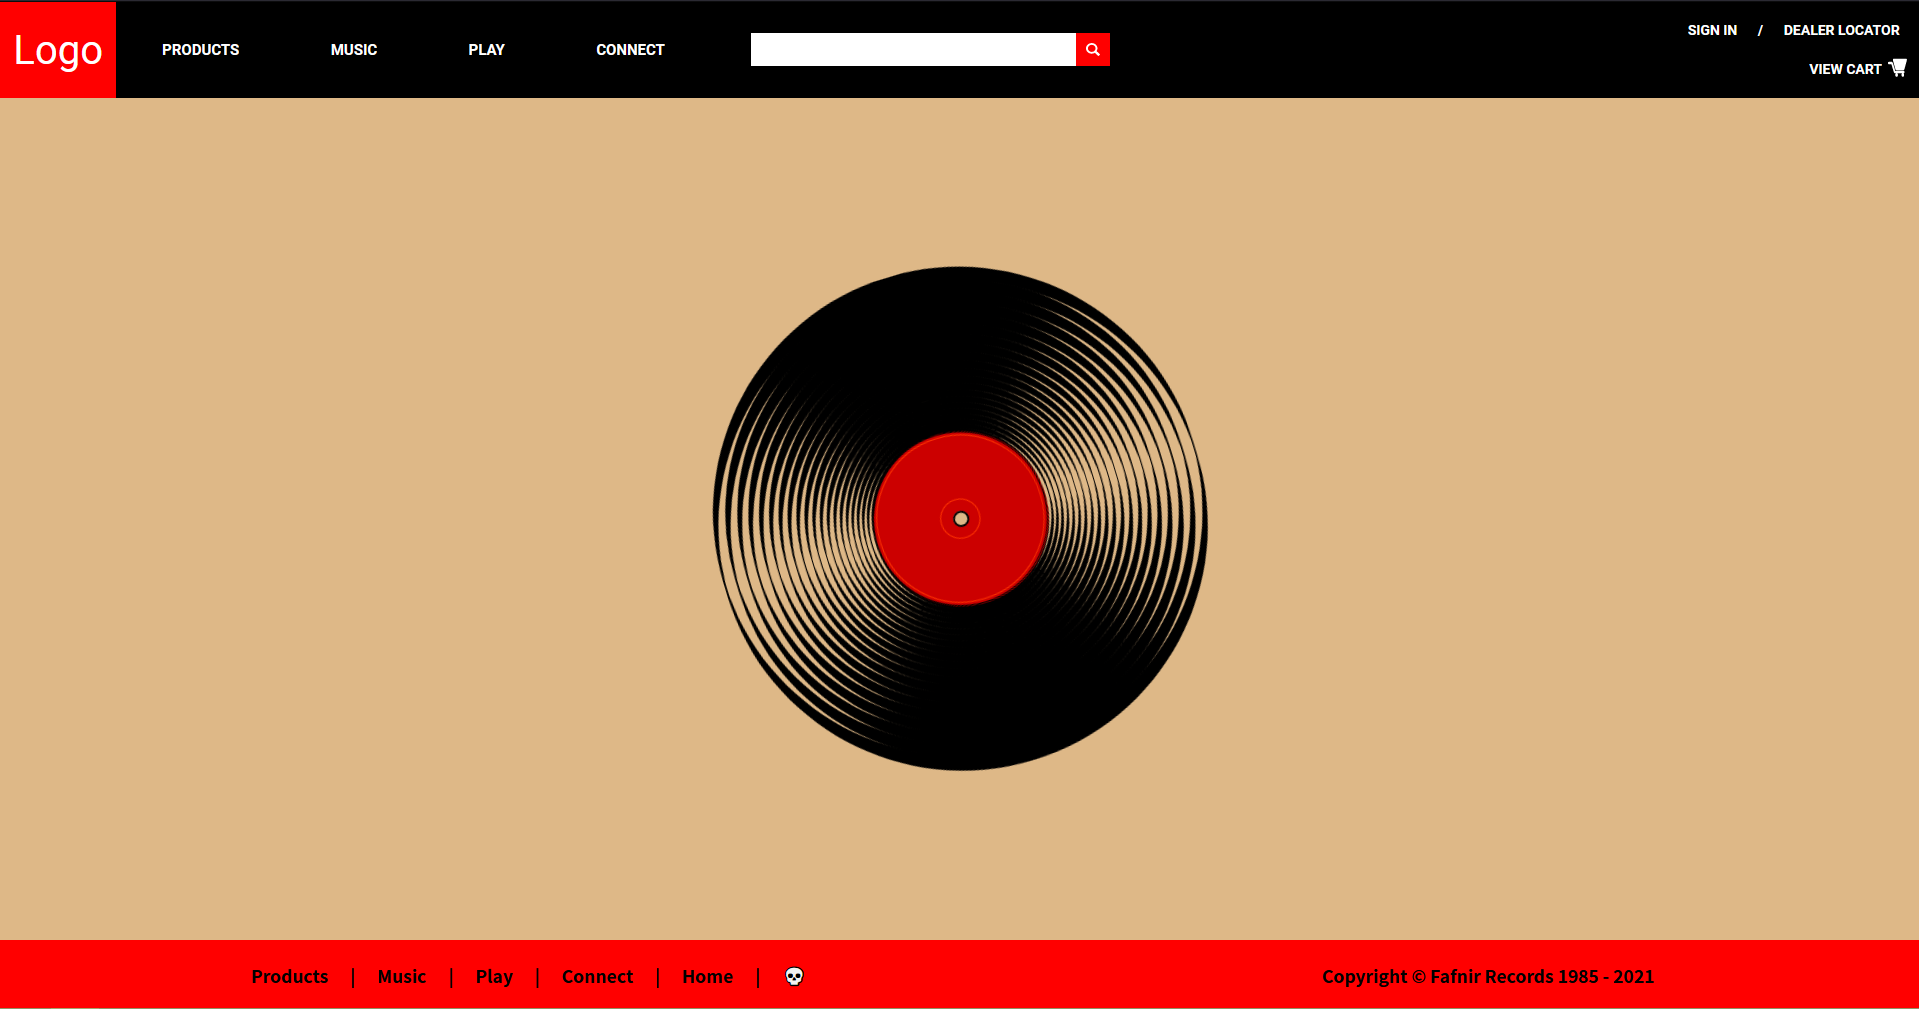 Logo
PRODUCTS MUSIC PLAY CONNECT
SIGN IN / DEALER LOCATOR
VIEW CART
Products | Music | Play | Connect | Home | 💀
Copyright © Fafnir Records 1985 - 2021